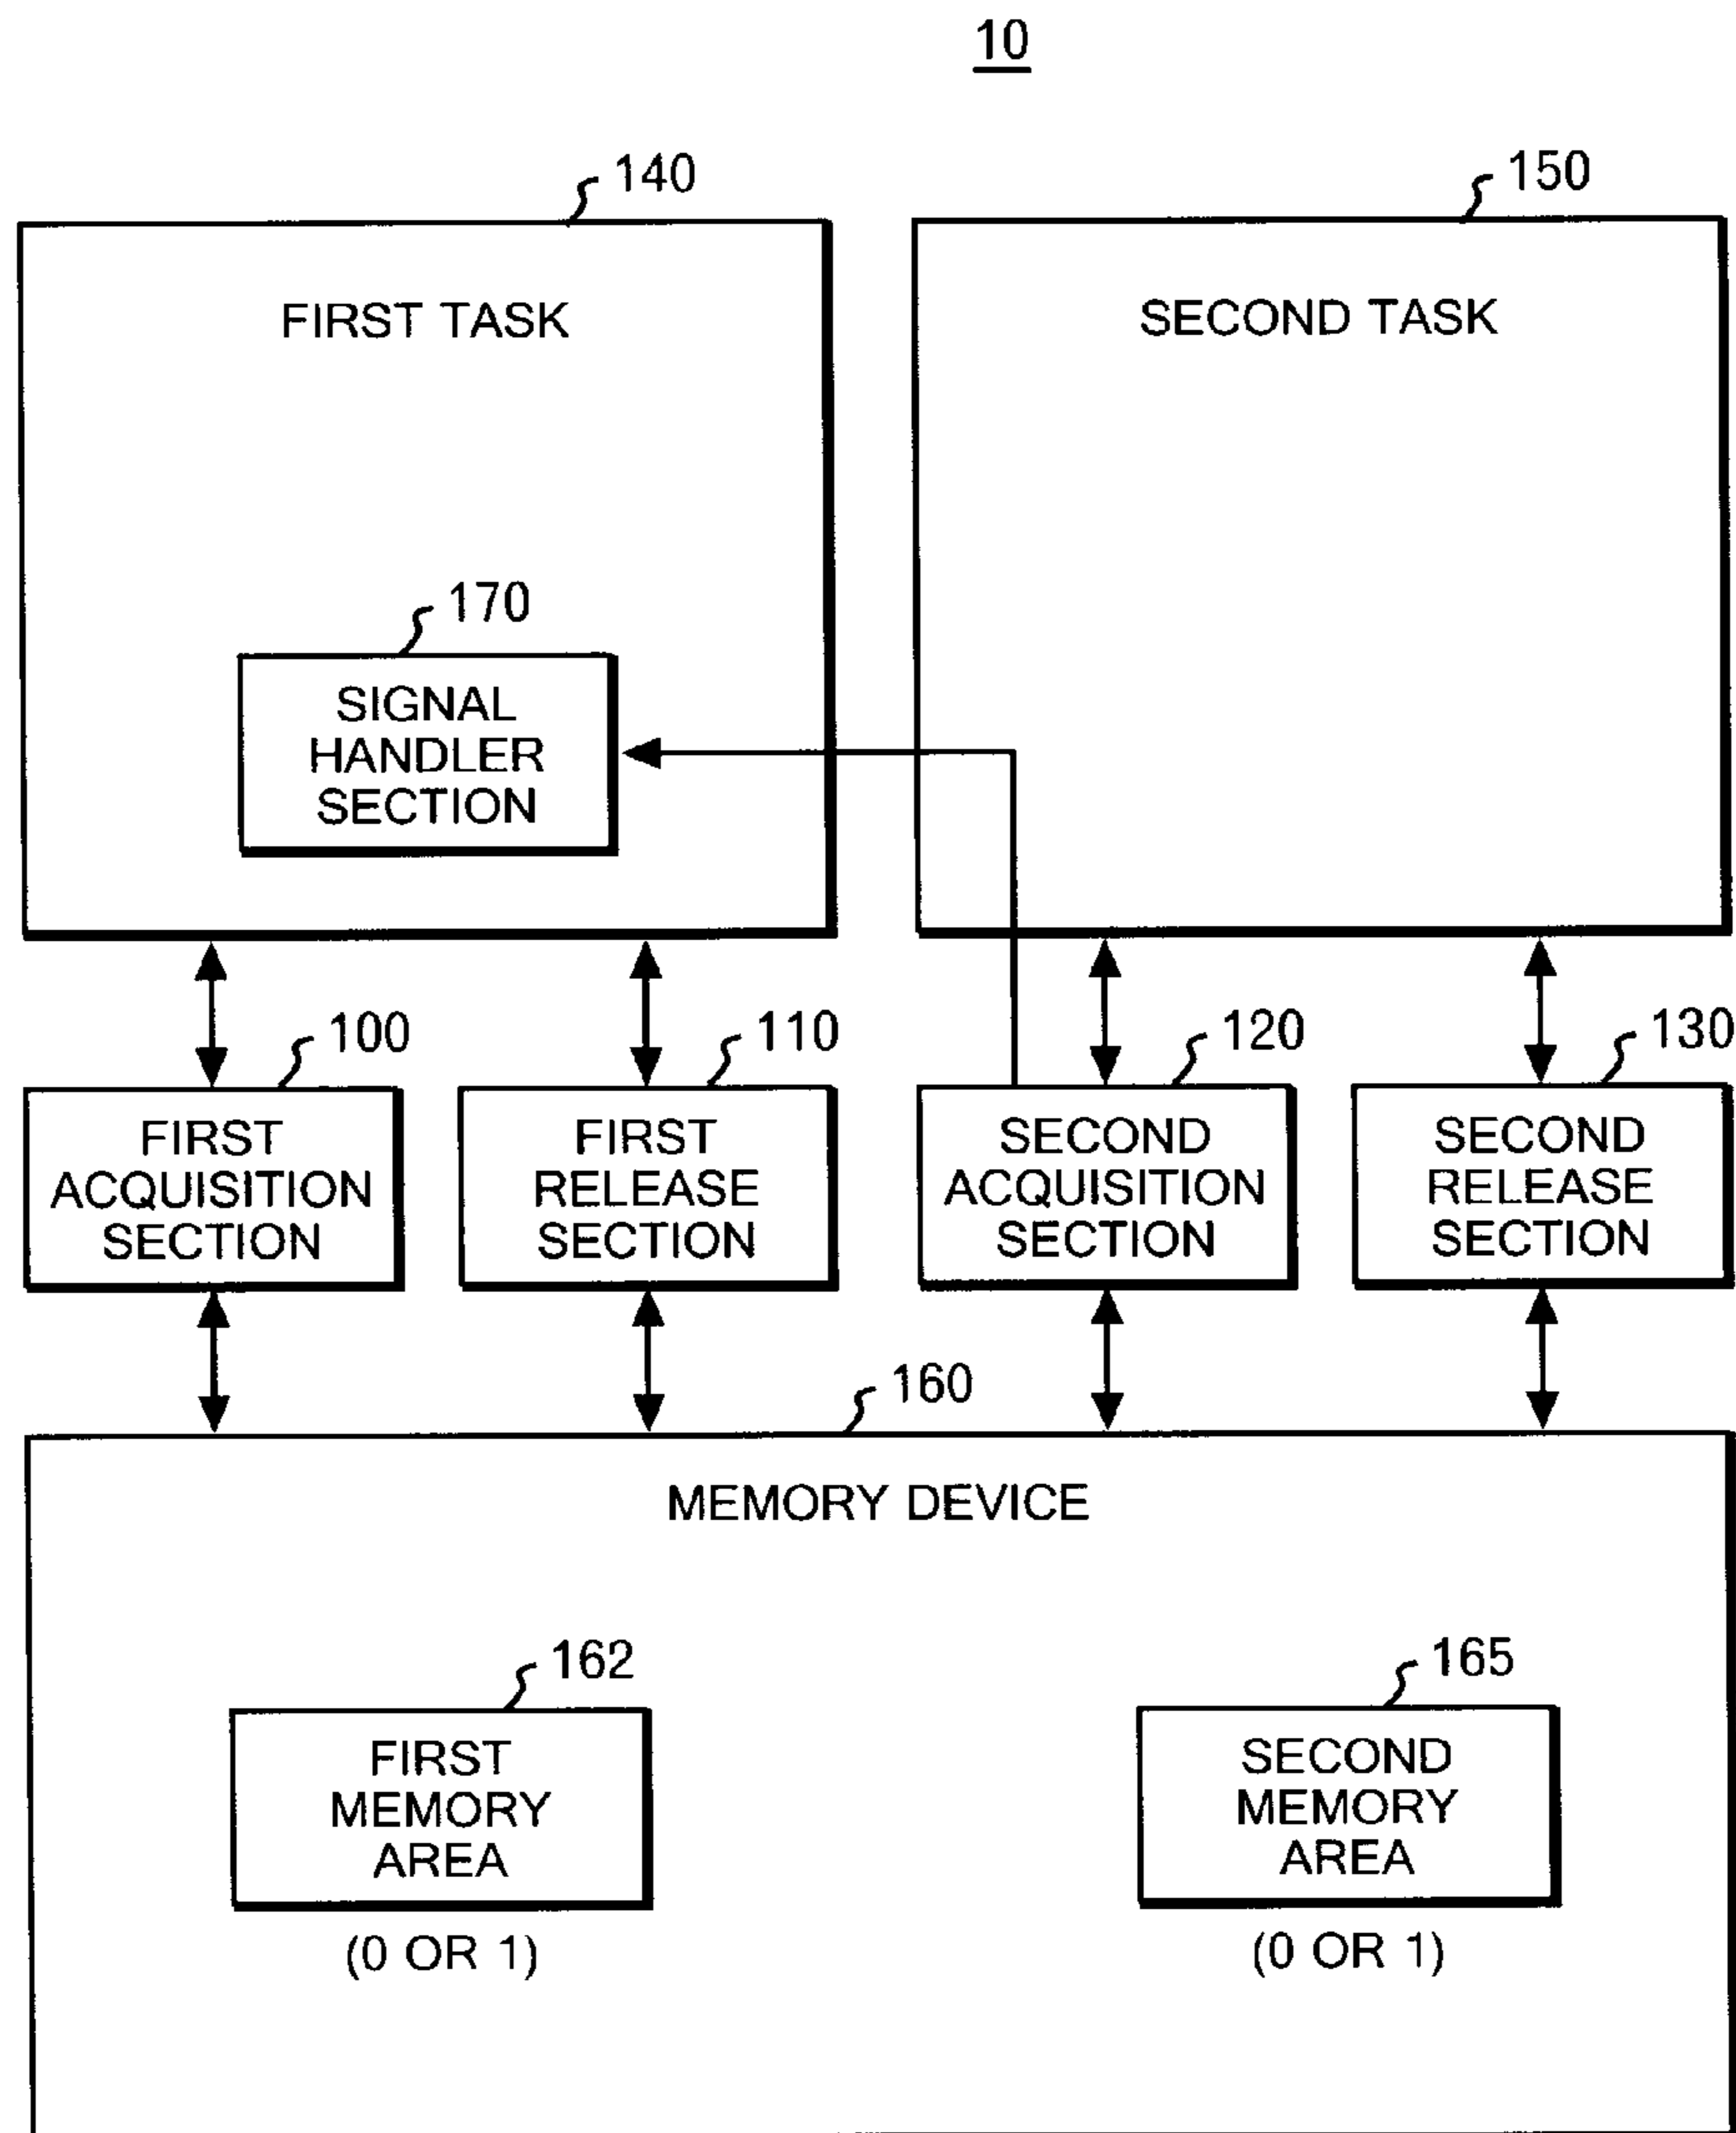 10
140
150
FIRST TASK
SECOND TASK
170
SIGNAL
HANDLER
SECTION
100
110
120
130
FIRST
ACQUISITION
SECTION
FIRST
RELEASE
SECTION
SECOND
ACQUISITION
SECTION
SECOND
RELEASE
SECTION
160
MEMORY DEVICE
162
165
FIRST
MEMORY
AREA
SECOND
MEMORY
AREA
(0 OR 1)
(0 OR 1)